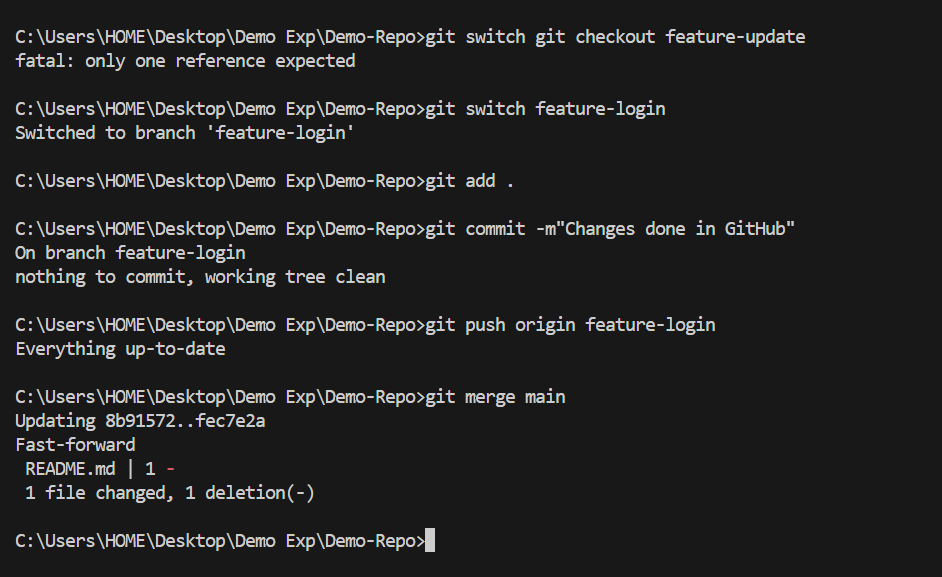 C:\Users\HOME\Desktop\Demo Exp\Demo-Repo>git switch git checkout feature-update
fatal: only one reference expected
C:\Users\HOME\Desktop\Demo Exp\Demo-Repo>git switch feature-login
Switched to branch 'feature-login'
C:\Users\HOME\Desktop\Demo Exp\Demo-Repo>git add .
C:\Users\HOME\Desktop\Demo Exp\Demo-Repo>git commit -m"Changes done in GitHub"
On branch feature-login
nothing to commit, working tree clean
C:\Users\HOME\Desktop\Demo Exp\Demo-Repo>git push origin feature-login
Everything up-to-date
C:\Users\HOME\Desktop\Demo Exp\Demo-Repo>git merge main
Updating 8b91572..fec7e2a
Fast-forward
 README.md | 1 -
 1 file changed, 1 deletion(-)
C:\Users\HOME\Desktop\Demo Exp\Demo-Repo>